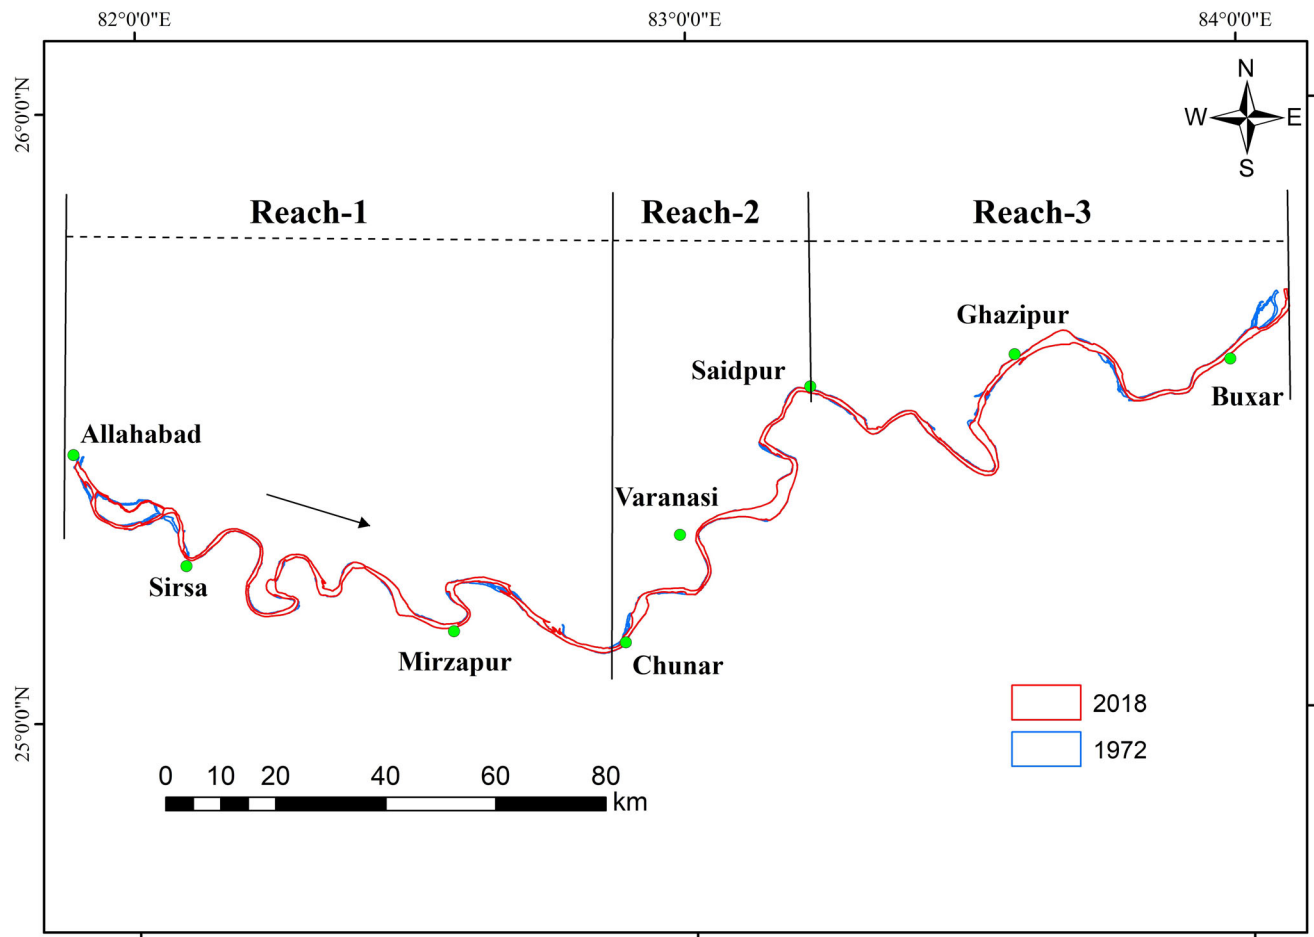 82°0'0"E 83°0'0"E 84°0'0"E
N
W E
S
26°0'0"N
Reach-1 Reach-2 Reach-3
Ghazipur
Saidpur
Buxar
Allahabad
Varanasi
Sirsa
Mirzapur
Chunar
25°0'0"N
2018
1972
0 10 20 40 60 80
km